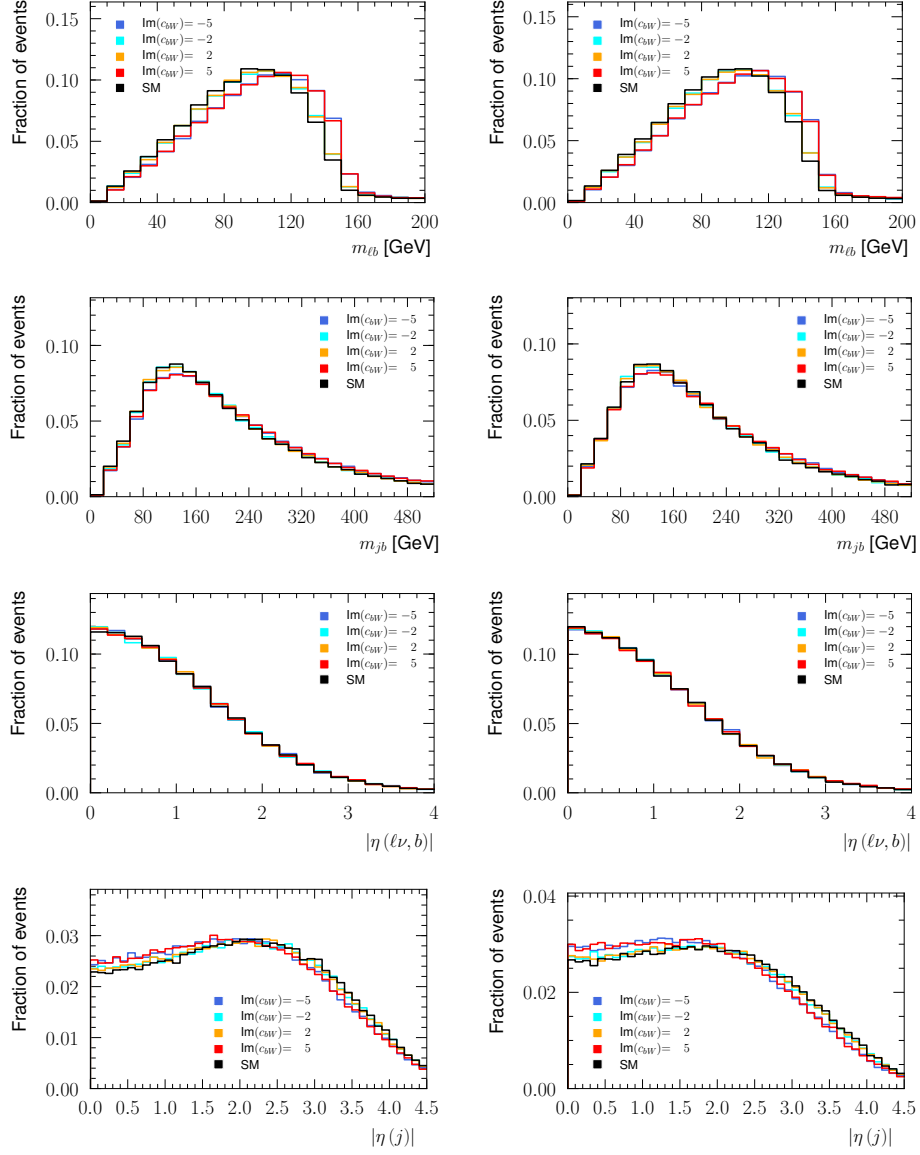 Fraction of events
0.15
0.10
0.05
0.00
Im(c_bW)= −5
Im(c_bW)= −2
Im(c_bW)= 2
Im(c_bW)= 5
SM
0 40 80 120 160 200
m_ℓb [GeV]
Fraction of events
0.15
0.10
0.05
0.00
Im(c_bW)= −5
Im(c_bW)= −2
Im(c_bW)= 2
Im(c_bW)= 5
SM
0 40 80 120 160 200
m_ℓb [GeV]
Fraction of events
0.10
0.05
0.00
Im(c_bW)= −5
Im(c_bW)= −2
Im(c_bW)= 2
Im(c_bW)= 5
SM
0 80 160 240 320 400 480
m_jb [GeV]
Fraction of events
0.10
0.05
0.00
Im(c_bW)= −5
Im(c_bW)= −2
Im(c_bW)= 2
Im(c_bW)= 5
SM
0 80 160 240 320 400 480
m_jb [GeV]
Fraction of events
0.10
0.05
0.00
Im(c_bW)= −5
Im(c_bW)= −2
Im(c_bW)= 2
Im(c_bW)= 5
SM
0 1 2 3 4
|η (ℓν, b)|
Fraction of events
0.10
0.05
0.00
Im(c_bW)= −5
Im(c_bW)= −2
Im(c_bW)= 2
Im(c_bW)= 5
SM
0 1 2 3 4
|η (ℓν, b)|
Fraction of events
0.03
0.02
0.01
0.00
Im(c_bW)= −5
Im(c_bW)= −2
Im(c_bW)= 2
Im(c_bW)= 5
SM
0.0 0.5 1.0 1.5 2.0 2.5 3.0 3.5 4.0 4.5
|η (j)|
Fraction of events
0.04
0.02
0.00
Im(c_bW)= −5
Im(c_bW)= −2
Im(c_bW)= 2
Im(c_bW)= 5
SM
0.0 0.5 1.0 1.5 2.0 2.5 3.0 3.5 4.0 4.5
|η (j)|